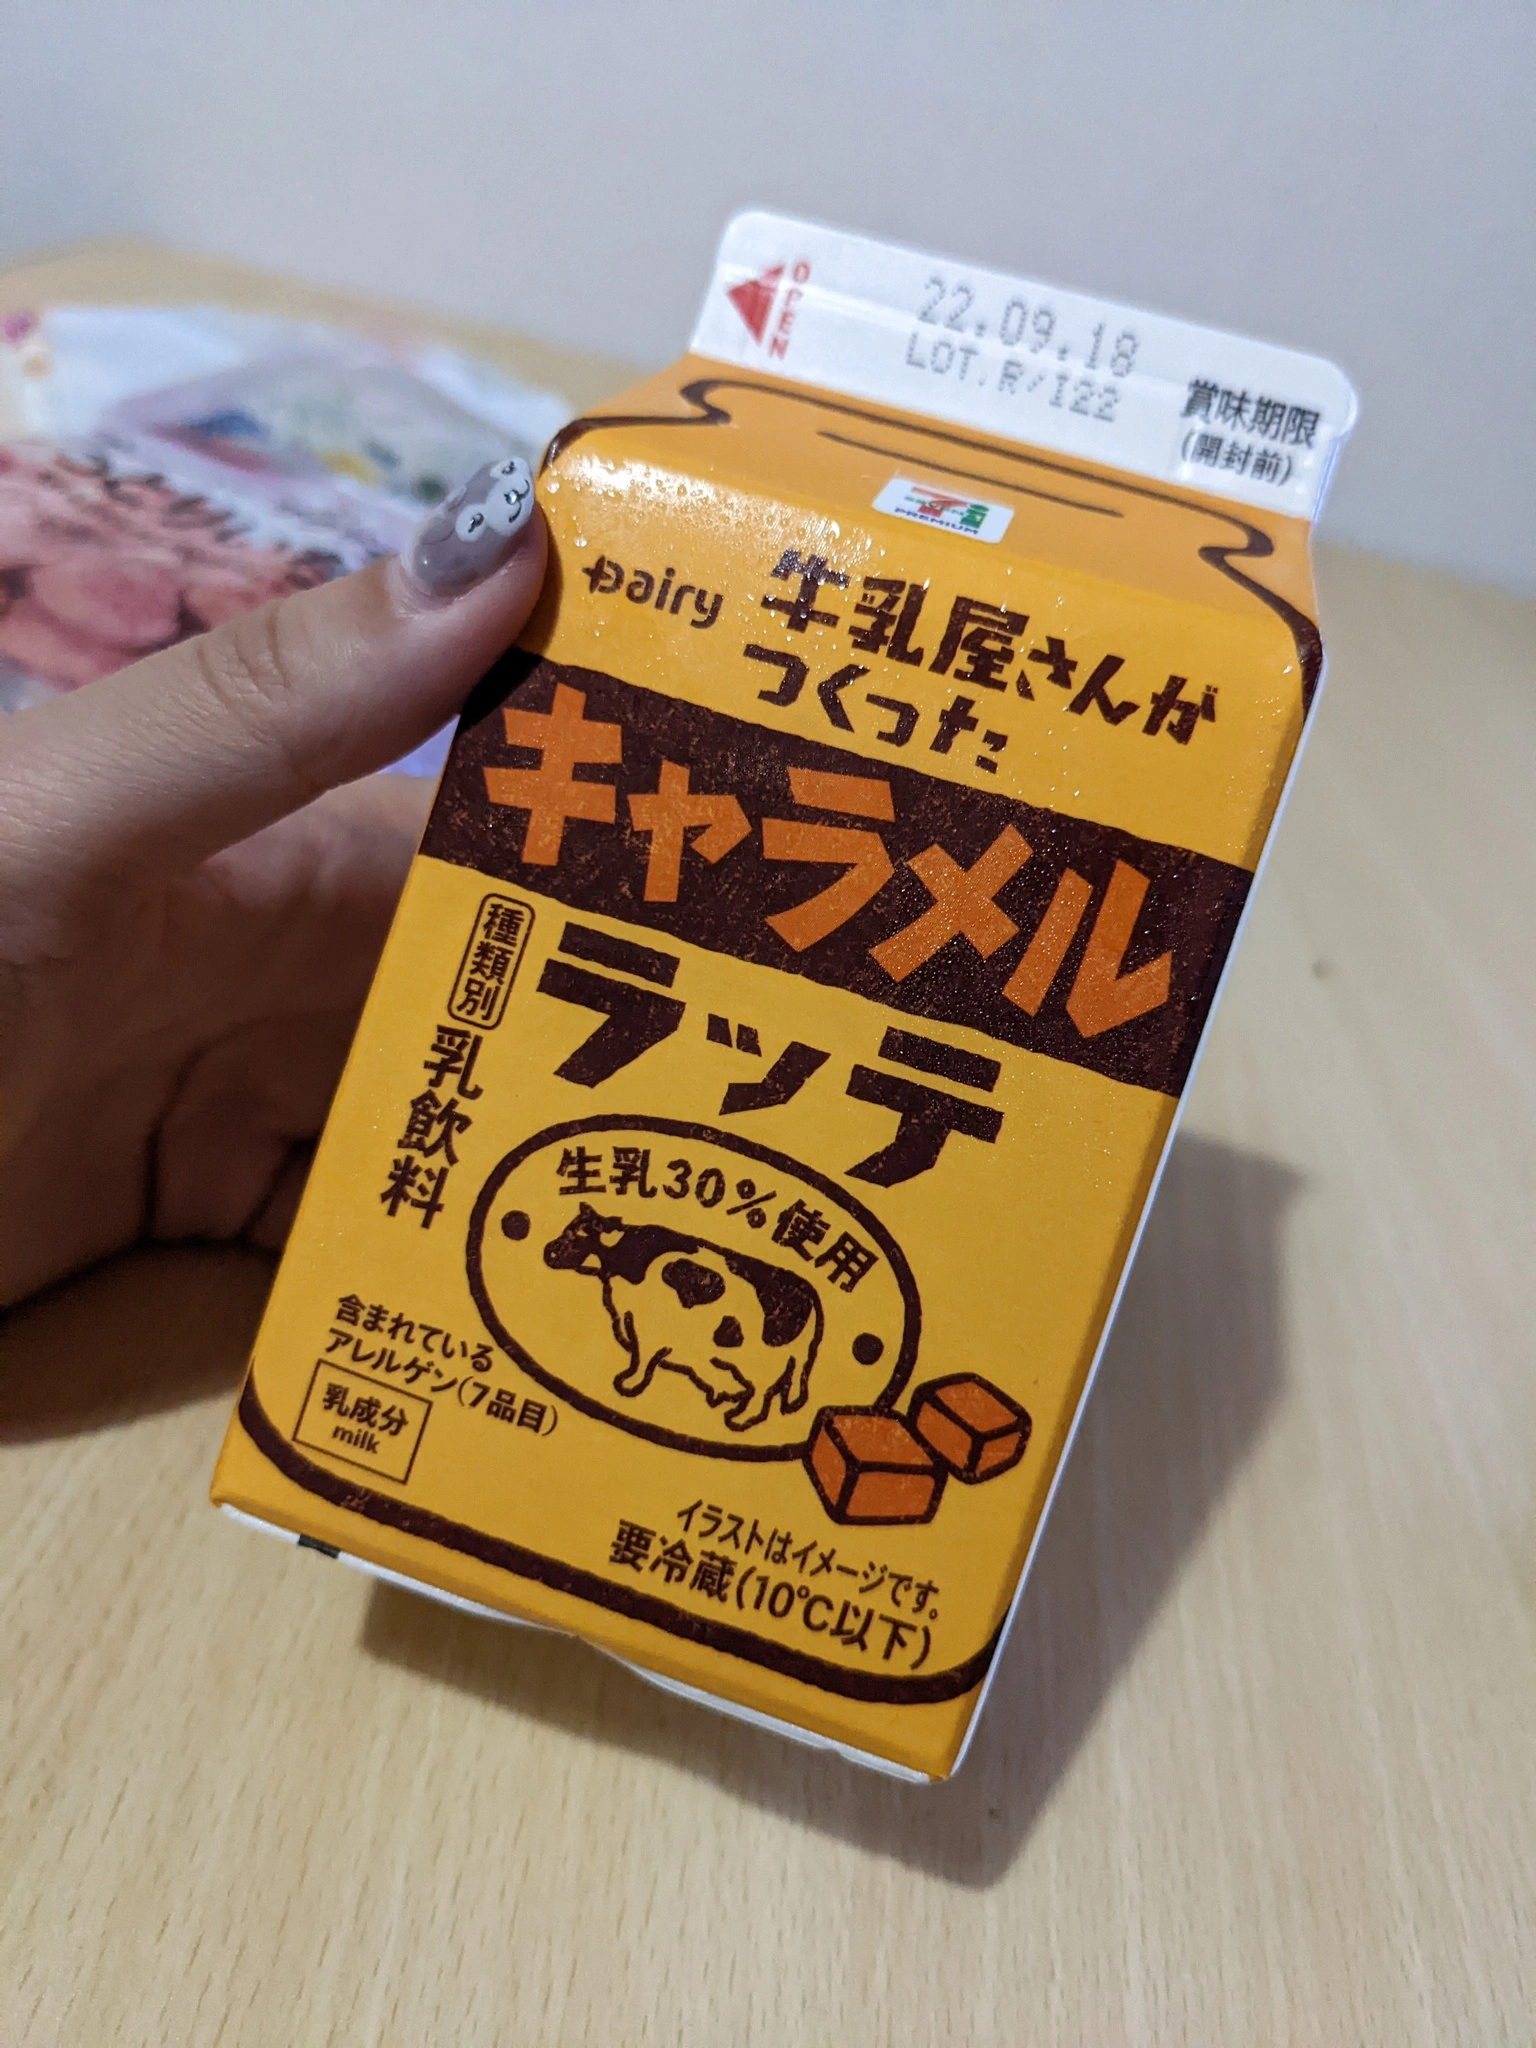 OPEN
22.09.18
LOT.R/I22
賞味期限
(開封前)
PREMIUM
Dairy
牛乳屋さんが
つくった
キャラメル
ラッテ
種類別
乳飲料
生乳30%使用
含まれている
アレルゲン(7品目)
乳成分
milk
イラストはイメージです。
要冷蔵(10℃以下)